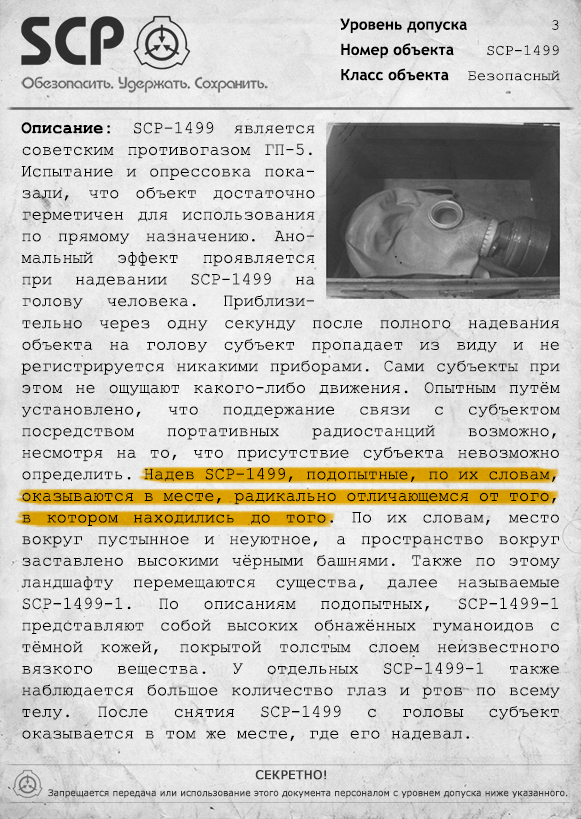 SCP
Обезопасить. Удержать. Сохранить.
Уровень допуска 3
Номер объекта SCP-1499
Класс объекта Безопасный
Описание: SCP-1499 является
советским противогазом ГП-5.
Испытание и опрессовка пока-
зали, что объект достаточно
герметичен для использования
по прямому назначению. Ано-
мальный эффект проявляется
при надевании SCP-1499 на
голову человека. Приблизи-
тельно через одну секунду после полного надевания
объекта на голову субъект пропадает из виду и не
регистрируется никакими приборами. Сами субъекты при
этом не ощущают какого-либо движения. Опытным путём
установлено, что поддержание связи с субъектом
посредством портативных радиостанций возможно,
несмотря на то, что присутствие субъекта невозможно
определить. Надев SCP-1499, подопытные, по их словам,
оказываются в месте, радикально отличающемся от того,
в котором находились до того. По их словам, место
вокруг пустынное и неуютное, а пространство вокруг
заставлено высокими чёрными башнями. Также по этому
ландшафту перемещаются существа, далее называемые
SCP-1499-1. По описаниям подопытных, SCP-1499-1
представляют собой высоких обнажённых гуманоидов с
тёмной кожей, покрытой толстым слоем неизвестного
вязкого вещества. У отдельных SCP-1499-1 также
наблюдается большое количество глаз и ртов по всему
телу. После снятия SCP-1499 с головы субъект
оказывается в том же месте, где его надевал.
СЕКРЕТНО!
Запрещается передача или использование этого документа персоналом с уровнем допуска ниже указанного.